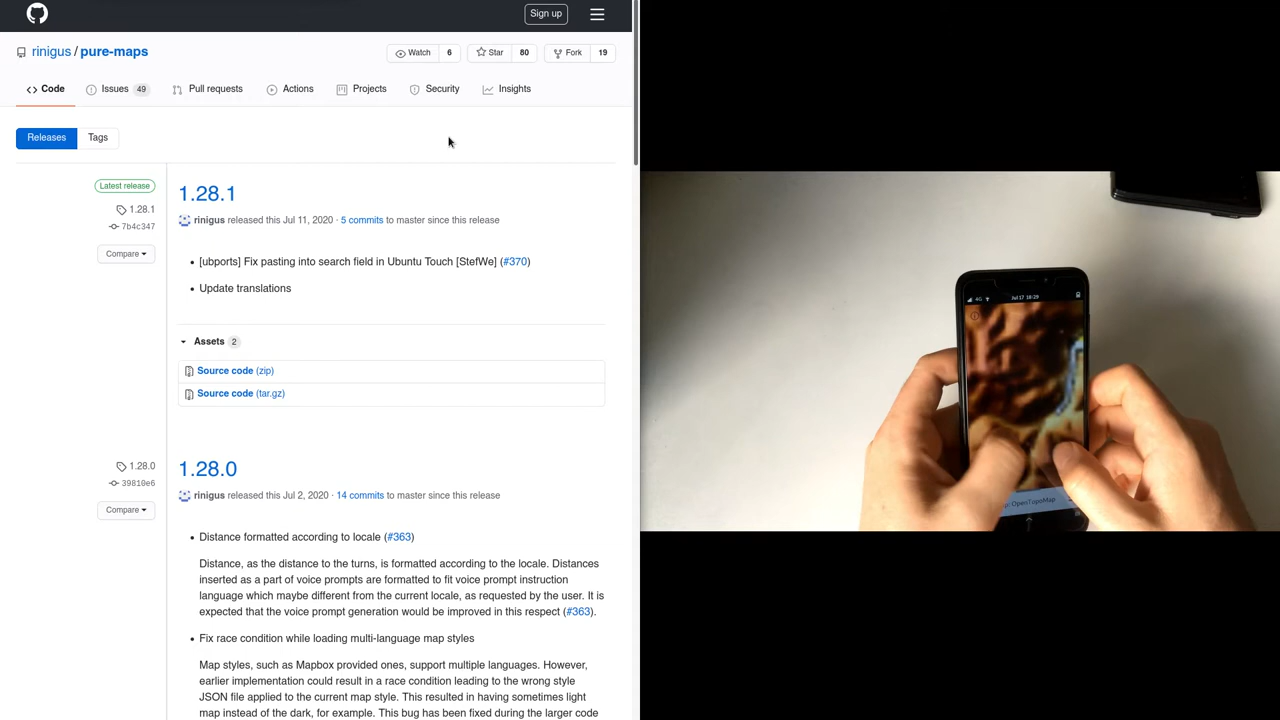 Sign up
rinigus / pure-maps
Watch 6
Star 80
Fork 19
Code
Issues 49
Pull requests
Actions
Projects
Security
Insights
Releases
Tags
Latest release
1.28.1
7b4c347
Compare
1.28.1
rinigus released this Jul 11, 2020 · 5 commits to master since this release
[ubports] Fix pasting into search field in Ubuntu Touch [StefWe] (#370)
Update translations
Assets 2
Source code (zip)
Source code (tar.gz)
1.28.0
39810e6
Compare
1.28.0
rinigus released this Jul 2, 2020 · 14 commits to master since this release
Distance formatted according to locale (#363)
Distance, as the distance to the turns, is formatted according to the locale. Distances
inserted as a part of voice prompts are formatted to fit voice prompt instruction
language which maybe different from the current locale, as requested by the user. It is
expected that the voice prompt generation would be improved in this respect (#363).
Fix race condition while loading multi-language map styles
Map styles, such as Mapbox provided ones, support multiple languages. However,
earlier implementation could result in a race condition leading to the wrong style
JSON file applied to the current map style. This resulted in having sometimes light
map instead of the dark, for example. This bug has been fixed during the larger code
4G
Jul 17 18:29
OpenTopoMap